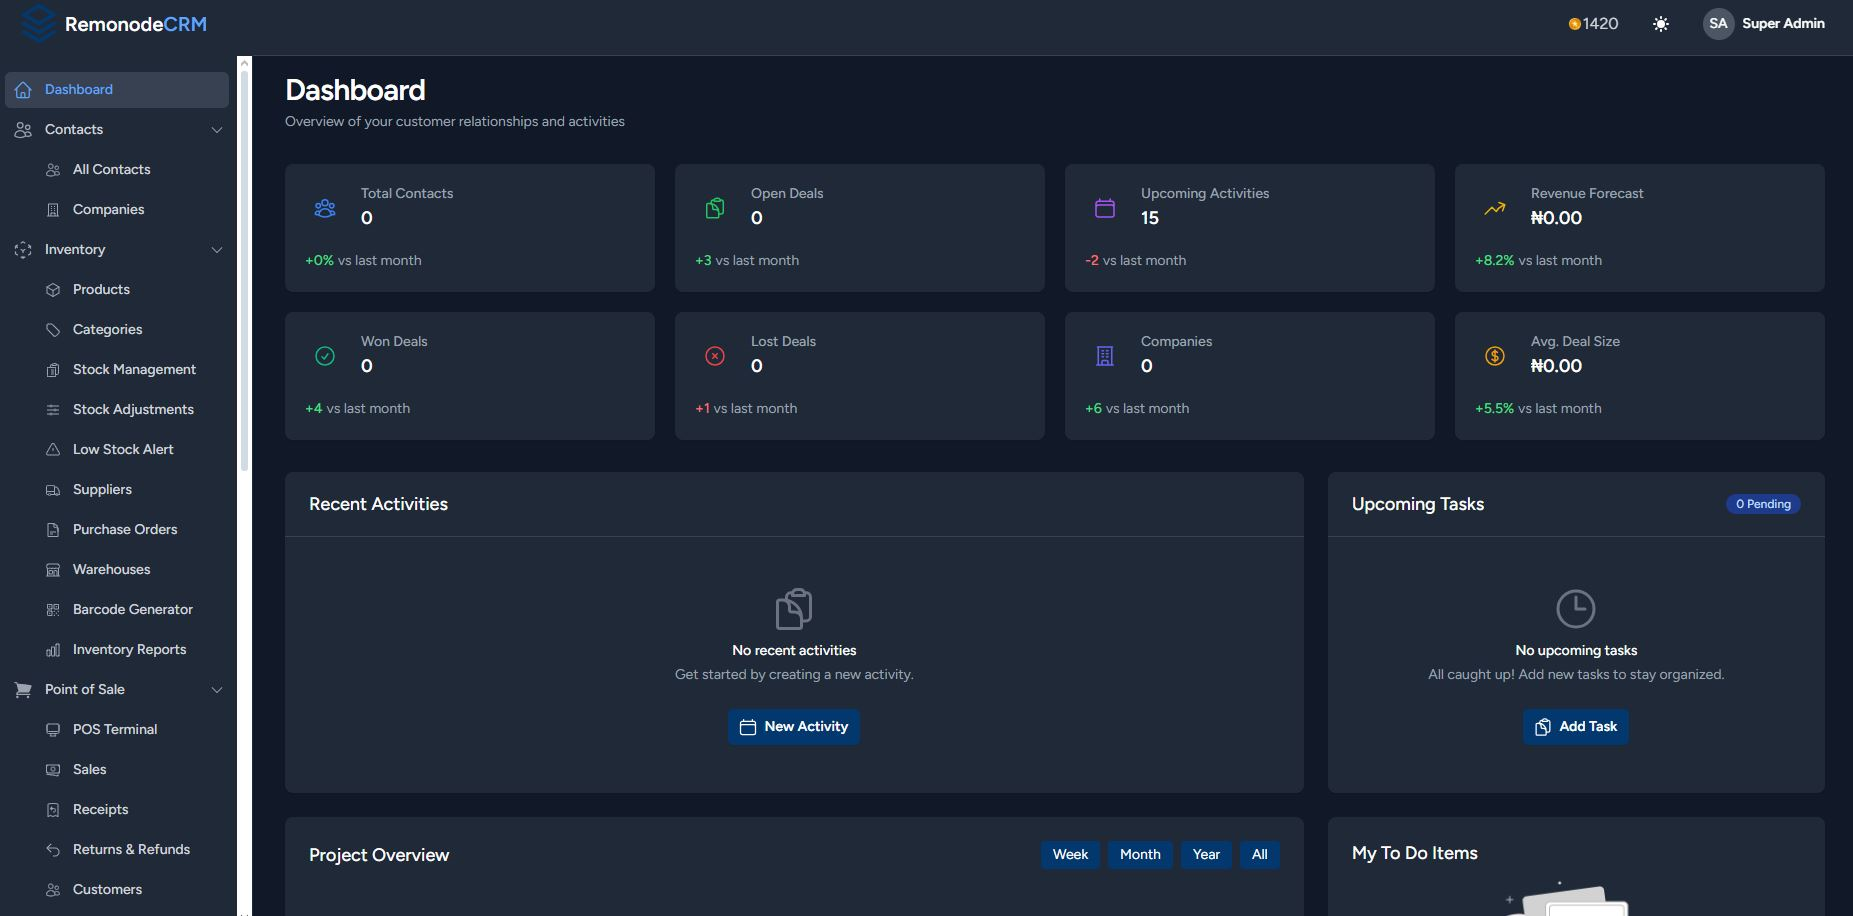 RemonodeCRM
1420
SA Super Admin
Dashboard
Contacts
All Contacts
Companies
Inventory
Products
Categories
Stock Management
Stock Adjustments
Low Stock Alert
Suppliers
Purchase Orders
Warehouses
Barcode Generator
Inventory Reports
Point of Sale
POS Terminal
Sales
Receipts
Returns & Refunds
Customers
Dashboard
Overview of your customer relationships and activities
Total Contacts
0
+0% vs last month
Open Deals
0
+3 vs last month
Upcoming Activities
15
-2 vs last month
Revenue Forecast
₦0.00
+8.2% vs last month
Won Deals
0
+4 vs last month
Lost Deals
0
+1 vs last month
Companies
0
+6 vs last month
Avg. Deal Size
₦0.00
+5.5% vs last month
Recent Activities
No recent activities
Get started by creating a new activity.
New Activity
Upcoming Tasks
0 Pending
No upcoming tasks
All caught up! Add new tasks to stay organized.
Add Task
Project Overview
Week Month Year All
My To Do Items